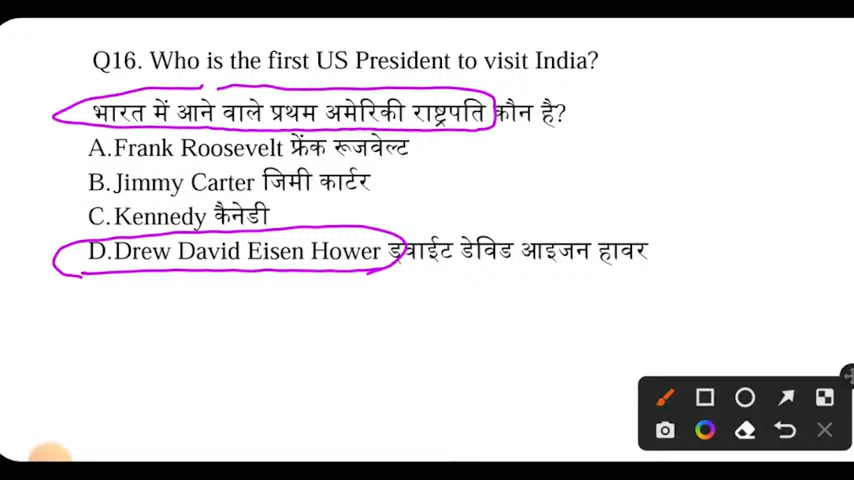 Q16. Who is the first US President to visit India?
भारत में आने वाले प्रथम अमेरिकी राष्ट्रपति कौन है?
A.Frank Roosevelt फ्रेंक रूजवेल्ट
B.Jimmy Carter जिमी कार्टर
C.Kennedy कैनेडी
D.Drew David Eisen Hower ड्वाईट डेविड आइजन हावर